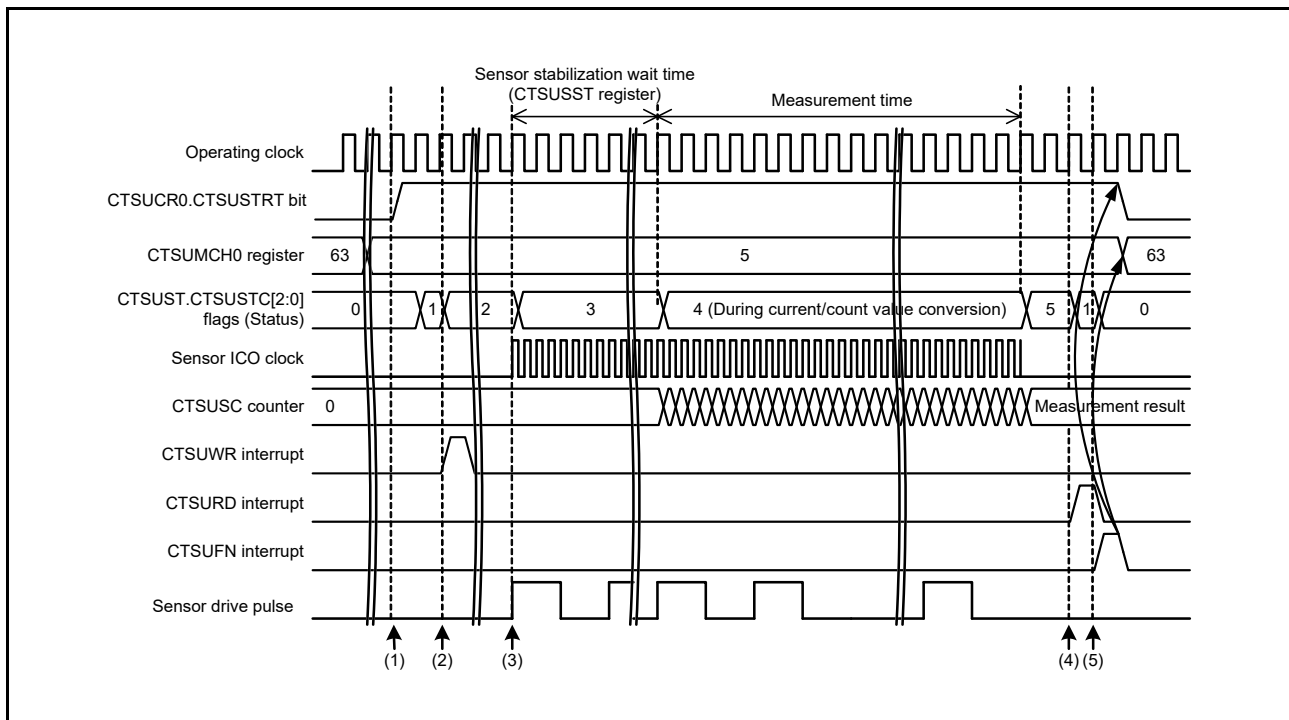 Sensor stabilization wait time
(CTSUSST register)
Measurement time
Operating clock
CTSUCR0.CTSUSTRT bit
CTSUMCH0 register
63
5
63
CTSUST.CTSUSTC[2:0]
flags (Status)
0
1
2
3
4 (During current/count value conversion)
5
1
0
Sensor ICO clock
CTSUSC counter
0
Measurement result
CTSUWR interrupt
CTSURD interrupt
CTSUFN interrupt
Sensor drive pulse
(1)
(2)
(3)
(4)
(5)